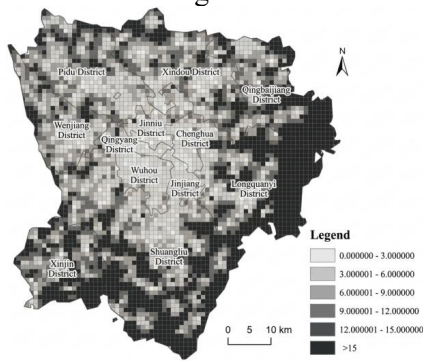 N
Pidu District
Xindou District
Qingbaijiang
District
Wenjiang
District
Jinniu
District
Qingyang
District
Chenghua
District
Wuhou
District
Jinjiang
District
Longquanyi
District
Shuangliu
District
Xinjin
District
Legend
0.000000 - 3.000000
3.000001 - 6.000000
6.000001 - 9.000000
9.000001 - 12.000000
12.000001 - 15.000000
>15
0 5 10 km